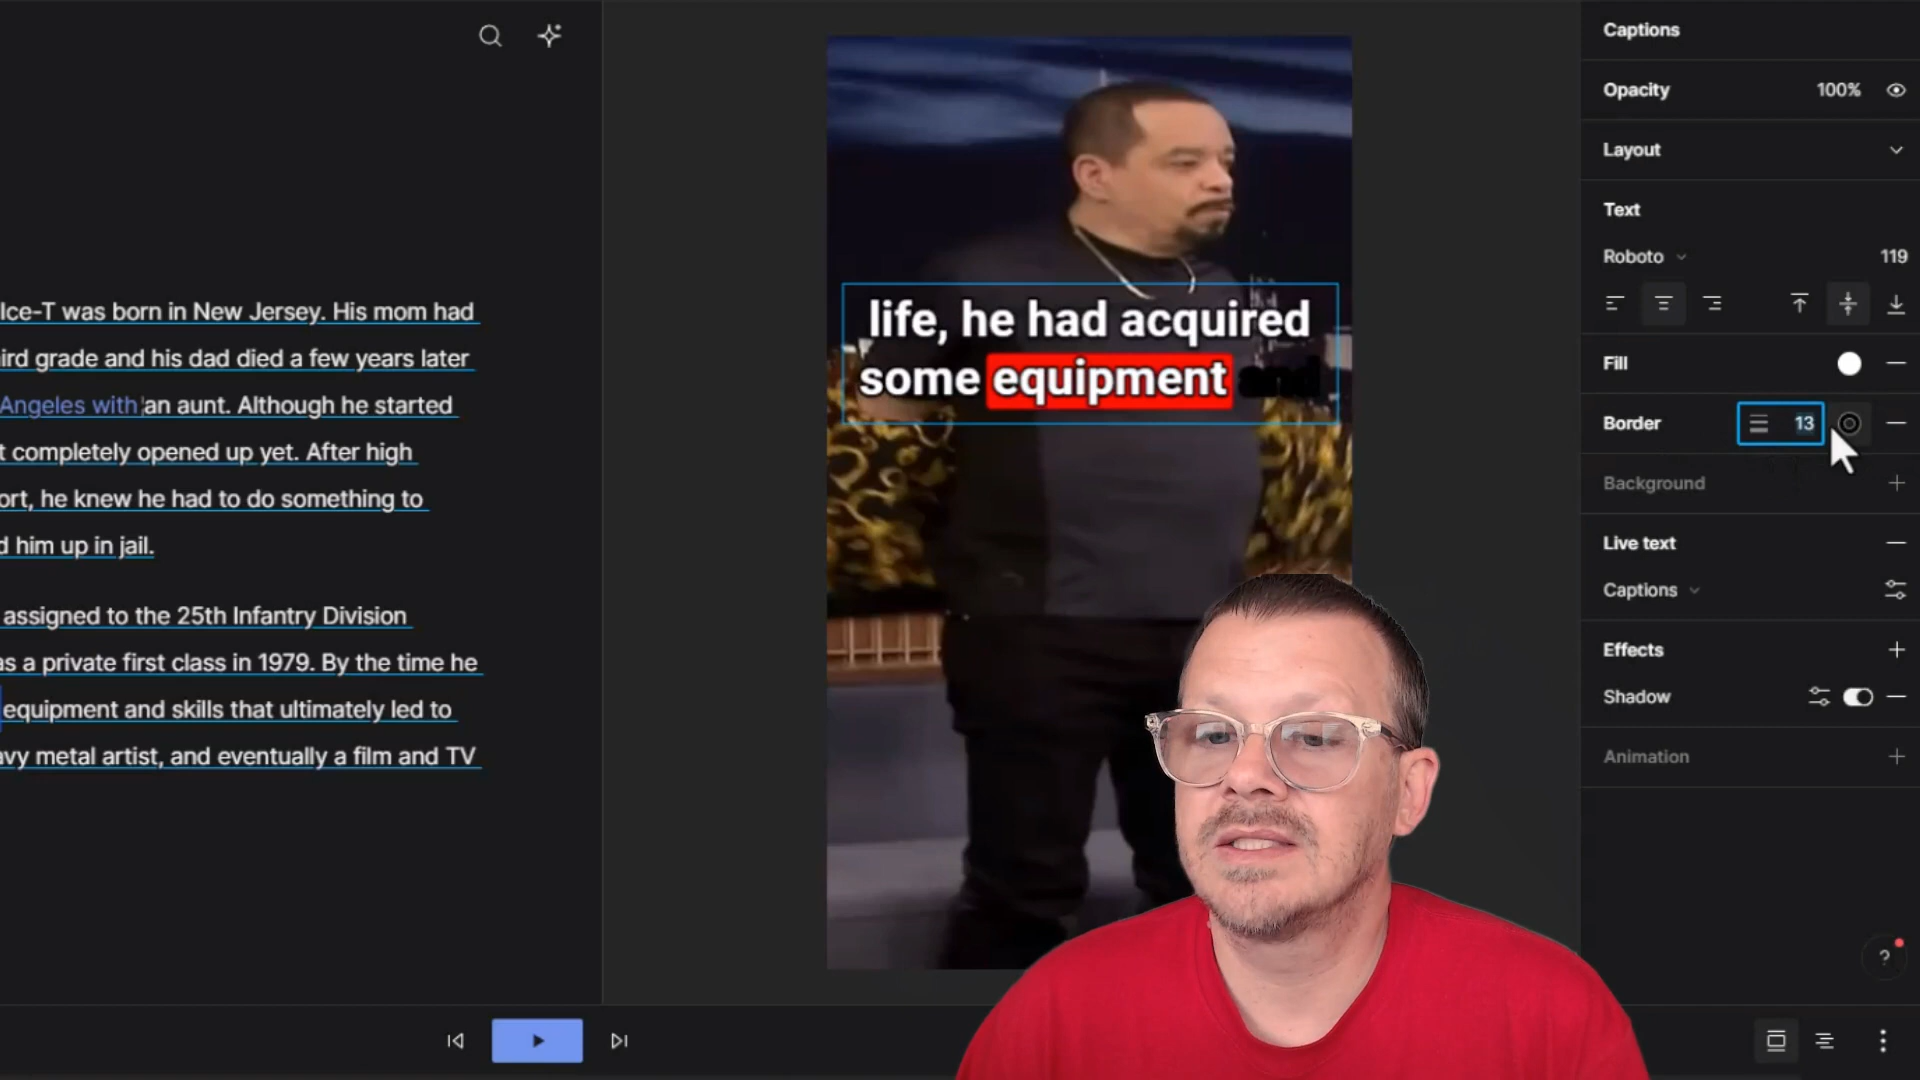 Ice-T was born in New Jersey. His mom had
ird grade and his dad died a few years later
Angeles with an aunt. Although he started
t completely opened up yet. After high
ort, he knew he had to do something to
d him up in jail.
assigned to the 25th Infantry Division
as a private first class in 1979. By the time he
equipment and skills that ultimately led to
avy metal artist, and eventually a film and TV
life, he had acquired
some equipment and
Captions
Opacity 100%
Layout
Text
Roboto 119
Fill
Border 13
Background
Live text
Captions
Effects
Shadow
Animation
?